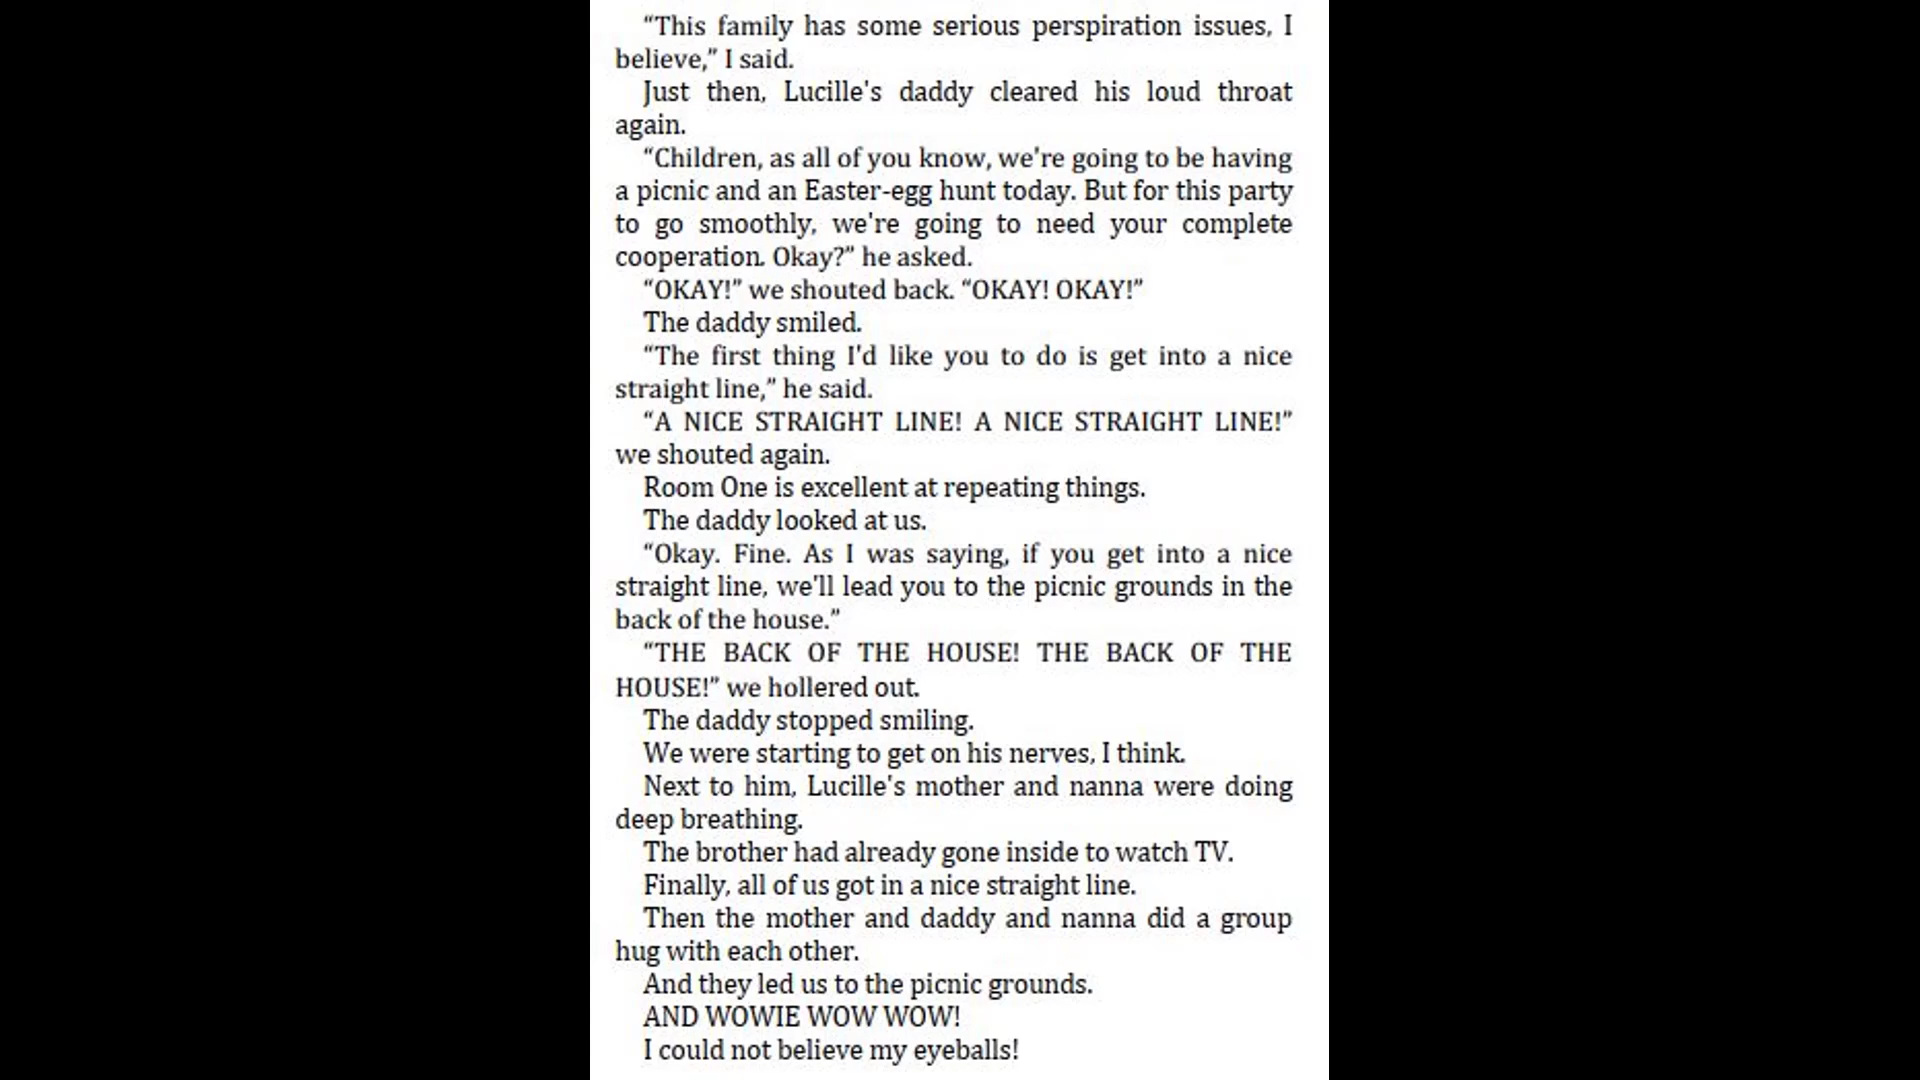 “This family has some serious perspiration issues, I
believe,” I said.
Just then, Lucille's daddy cleared his loud throat
again.
“Children, as all of you know, we're going to be having
a picnic and an Easter-egg hunt today. But for this party
to go smoothly, we're going to need your complete
cooperation. Okay?” he asked.
“OKAY!” we shouted back. “OKAY! OKAY!”
The daddy smiled.
“The first thing I'd like you to do is get into a nice
straight line,” he said.
“A NICE STRAIGHT LINE! A NICE STRAIGHT LINE!”
we shouted again.
Room One is excellent at repeating things.
The daddy looked at us.
“Okay. Fine. As I was saying, if you get into a nice
straight line, we'll lead you to the picnic grounds in the
back of the house.”
“THE BACK OF THE HOUSE! THE BACK OF THE
HOUSE!” we hollered out.
The daddy stopped smiling.
We were starting to get on his nerves, I think.
Next to him, Lucille's mother and nanna were doing
deep breathing.
The brother had already gone inside to watch TV.
Finally, all of us got in a nice straight line.
Then the mother and daddy and nanna did a group
hug with each other.
And they led us to the picnic grounds.
AND WOWIE WOW WOW!
I could not believe my eyeballs!